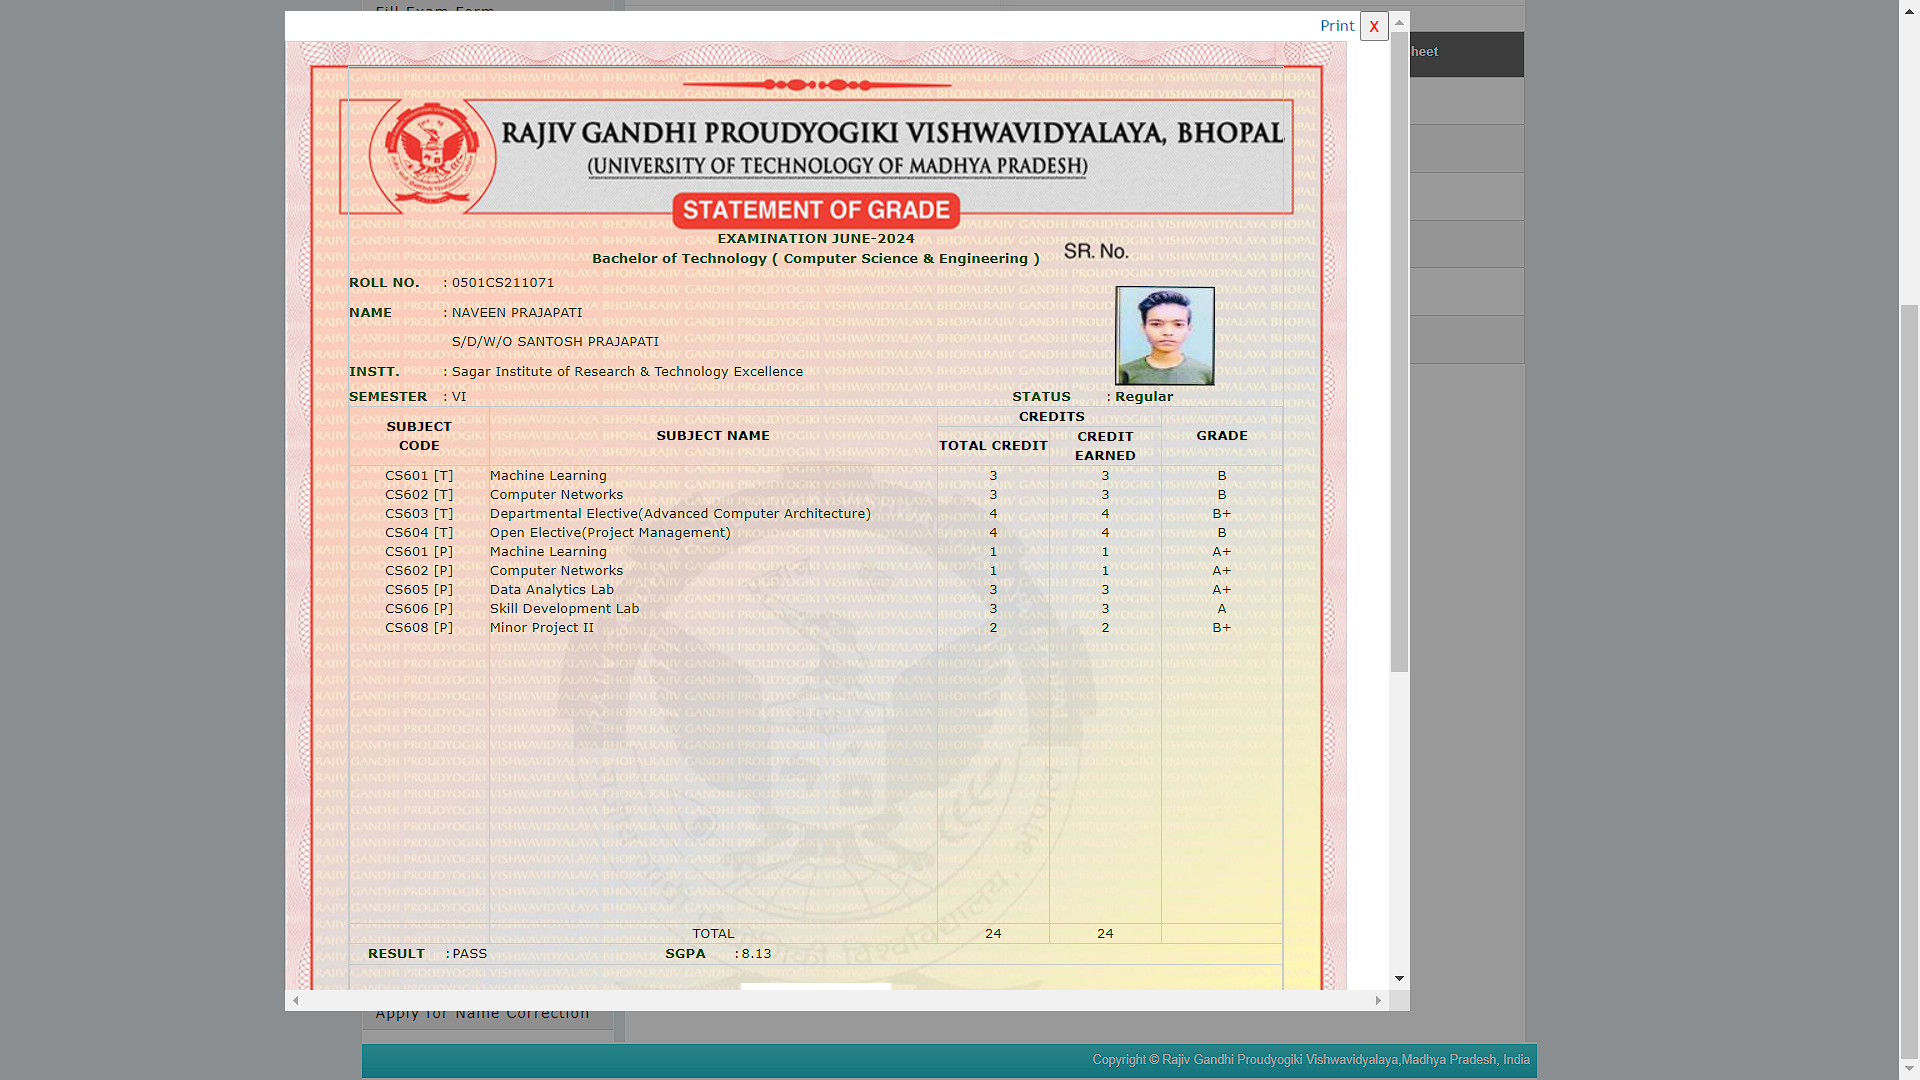 Fill Exam Form
Print X
heet
RAJIV GANDHI PROUDYOGIKI VISHWAVIDYALAYA, BHOPAL
(UNIVERSITY OF TECHNOLOGY OF MADHYA PRADESH)
STATEMENT OF GRADE
EXAMINATION JUNE-2024
Bachelor of Technology ( Computer Science & Engineering )
SR. No.
ROLL NO. : 0501CS211071
NAME : NAVEEN PRAJAPATI
S/D/W/O SANTOSH PRAJAPATI
INSTT. : Sagar Institute of Research & Technology Excellence
SEMESTER : VI STATUS : Regular
SUBJECT CODE SUBJECT NAME CREDITS GRADE
TOTAL CREDIT CREDIT EARNED
CS601 [T] Machine Learning 3 3 B
CS602 [T] Computer Networks 3 3 B
CS603 [T] Departmental Elective(Advanced Computer Architecture) 4 4 B+
CS604 [T] Open Elective(Project Management) 4 4 B
CS601 [P] Machine Learning 1 1 A+
CS602 [P] Computer Networks 1 1 A+
CS605 [P] Data Analytics Lab 3 3 A+
CS606 [P] Skill Development Lab 3 3 A
CS608 [P] Minor Project II 2 2 B+
TOTAL 24 24
RESULT :PASS SGPA :8.13
Apply for Name Correction
Copyright © Rajiv Gandhi Proudyogiki Vishwavidyalaya,Madhya Pradesh, India